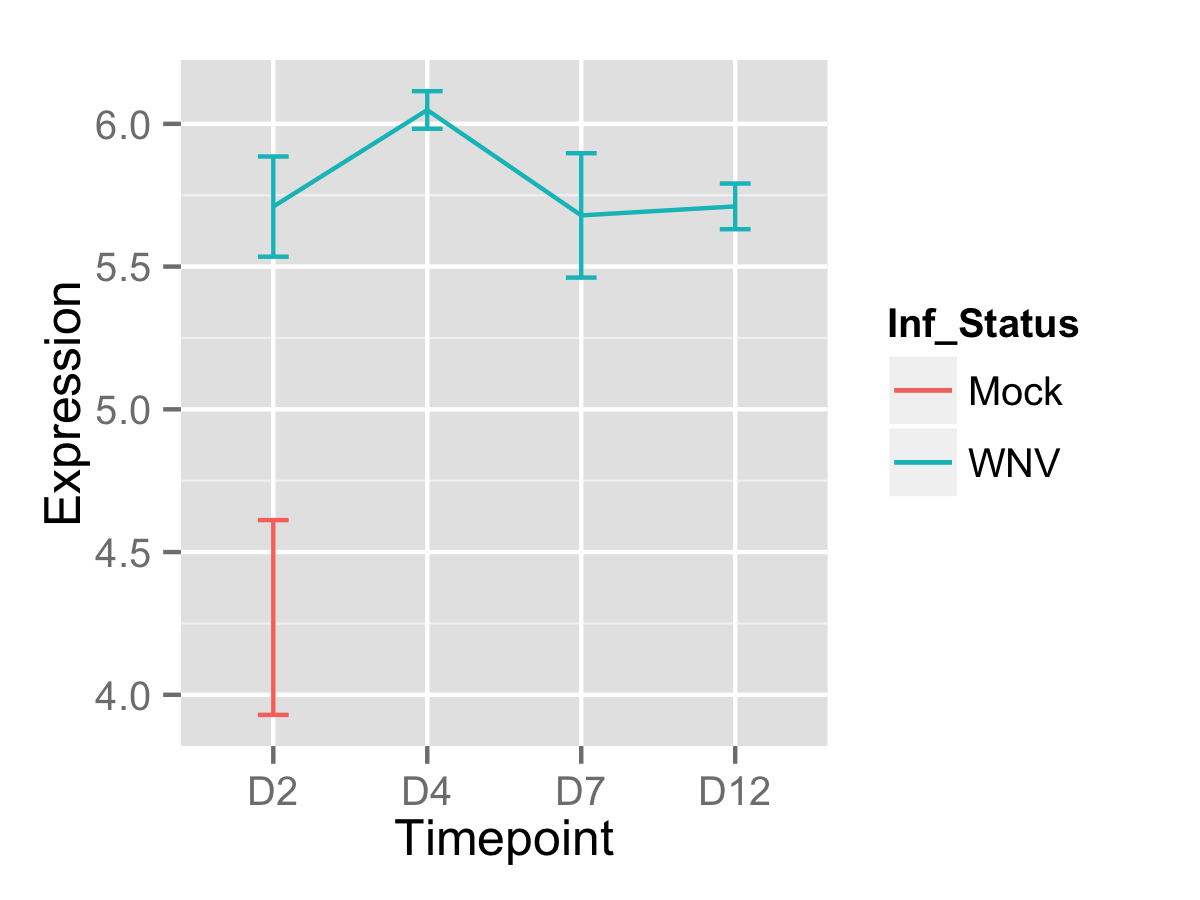 6.0
5.5
5.0
4.5
4.0
Expression
D2 D4 D7 D12
Timepoint
Inf_Status
Mock
WNV